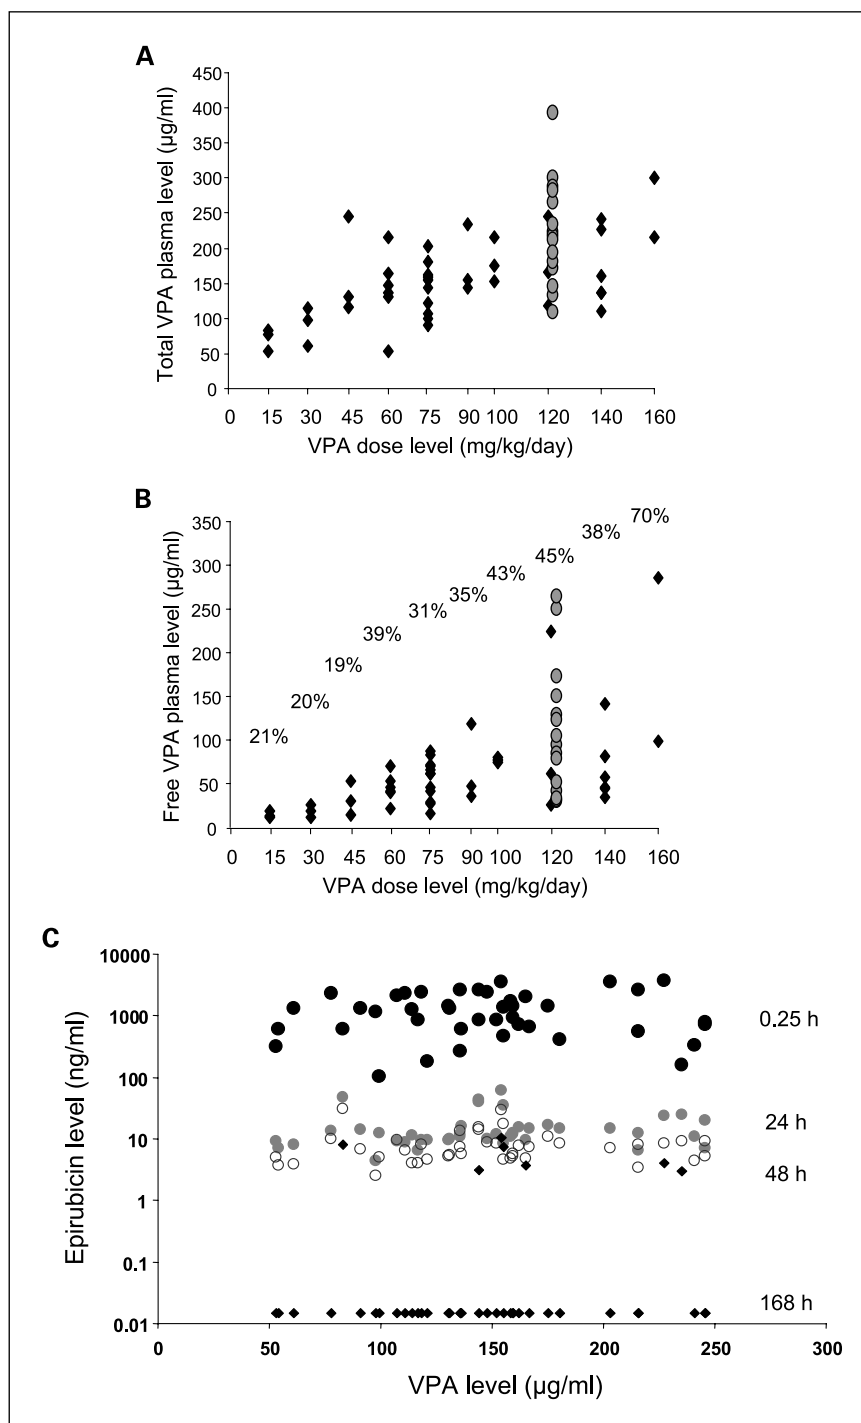 A
Total VPA plasma level (µg/ml)
450
400
350
300
250
200
150
100
50
0
0 15 30 45 60 75 90 100 120 140 160
VPA dose level (mg/kg/day)
B
Free VPA plasma level (µg/ml)
350
300
250
200
150
100
50
0
21% 20% 19% 39% 31% 35% 43% 45% 38% 70%
0 15 30 45 60 75 90 100 120 140 160
VPA dose level (mg/kg/day)
C
Epirubicin level (ng/ml)
10000
1000
100
10
1
0.1
0.01
0.25 h
24 h
48 h
168 h
0 50 100 150 200 250 300
VPA level (µg/ml)